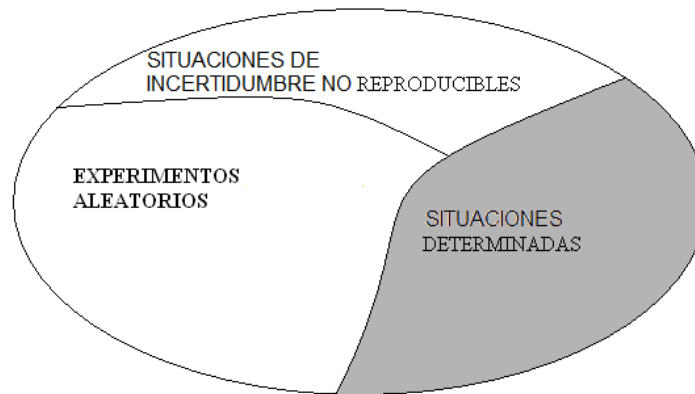 SITUACIONES DE
INCERTIDUMBRE NO REPRODUCIBLES
EXPERIMENTOS
ALEATORIOS
SITUACIONES
DETERMINADAS